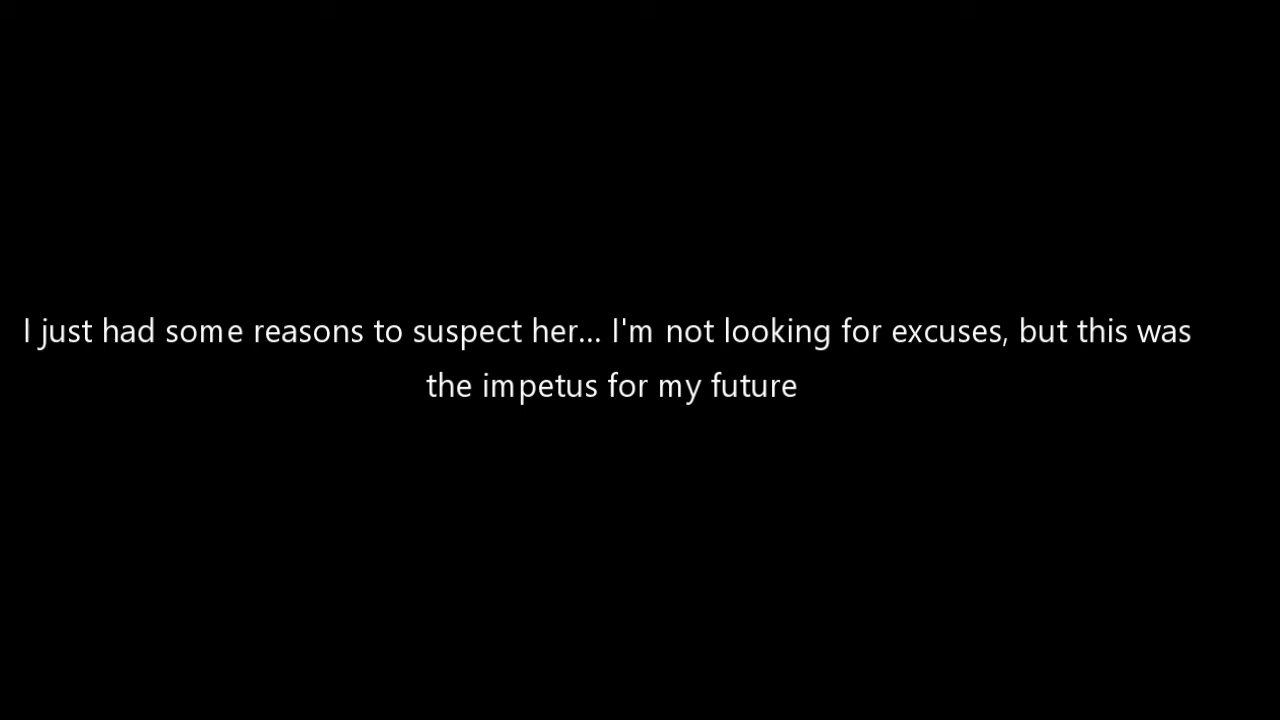 I just had some reasons to suspect her... I'm not looking for excuses, but this was
the impetus for my future